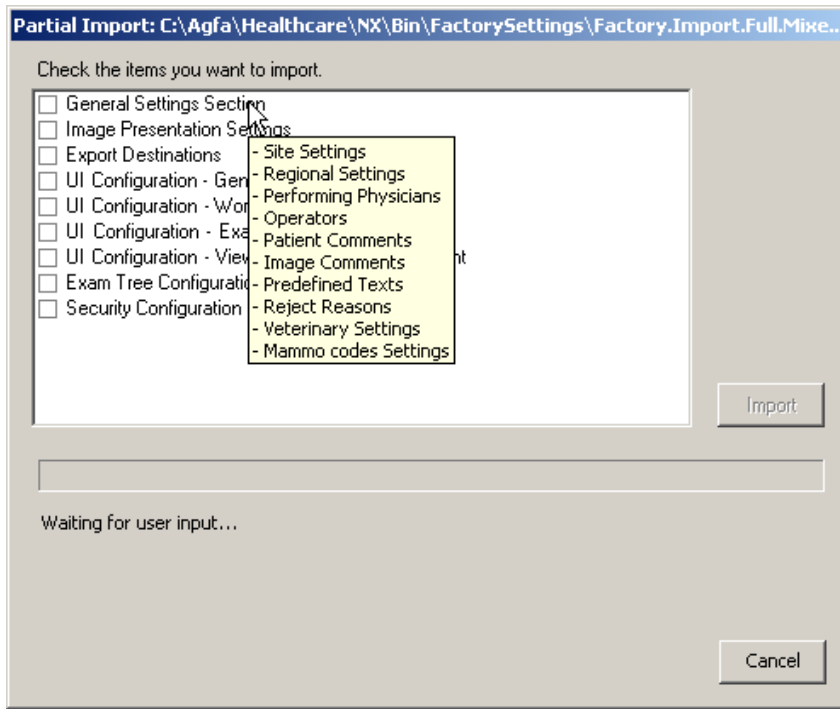 Partial Import: C:\Agfa\Healthcare\NX\Bin\FactorySettings\Factory.Import.Full.Mixe..
Check the items you want to import.
General Settings Section
Image Presentation Settings
Export Destinations
UI Configuration - Gen
UI Configuration - Wor
UI Configuration - Exa
UI Configuration - View
Exam Tree Configuratio
Security Configuration
- Site Settings
- Regional Settings
- Performing Physicians
- Operators
- Patient Comments
- Image Comments
- Predefined Texts
- Reject Reasons
- Veterinary Settings
- Mammo codes Settings
Import
Waiting for user input...
Cancel